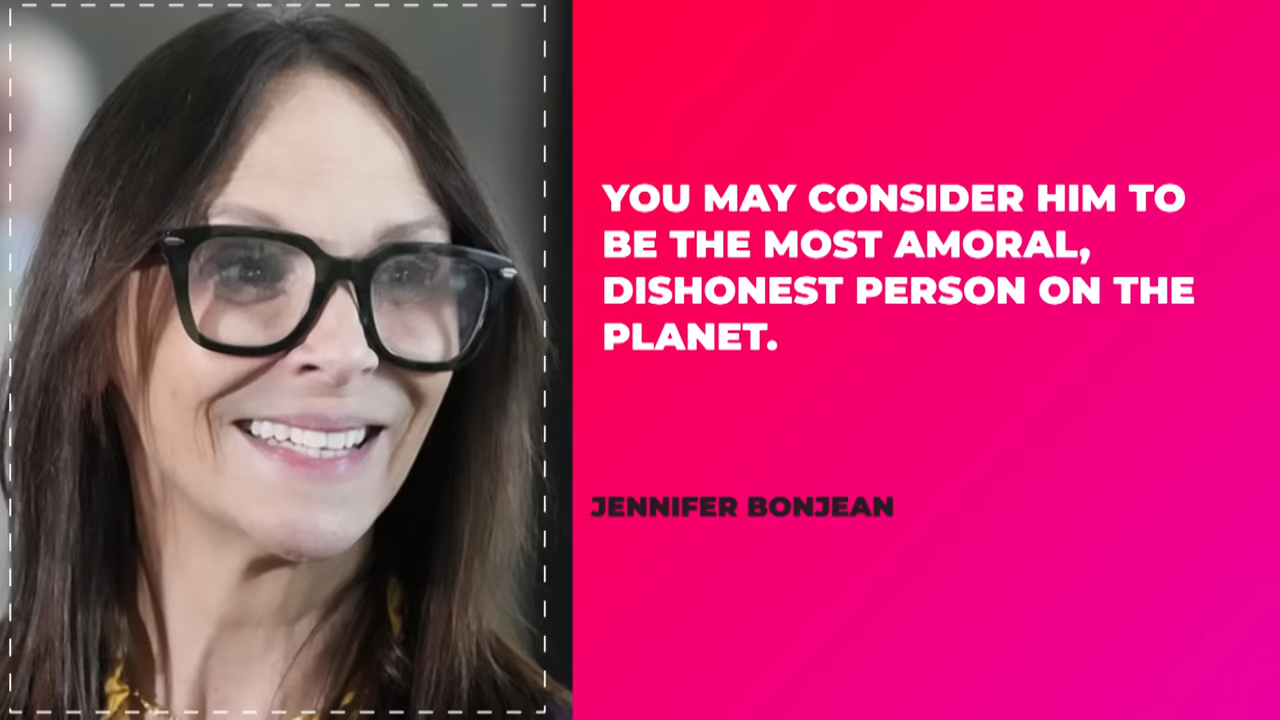 YOU MAY CONSIDER HIM TO
BE THE MOST AMORAL,
DISHONEST PERSON ON THE
PLANET.
JENNIFER BONJEAN